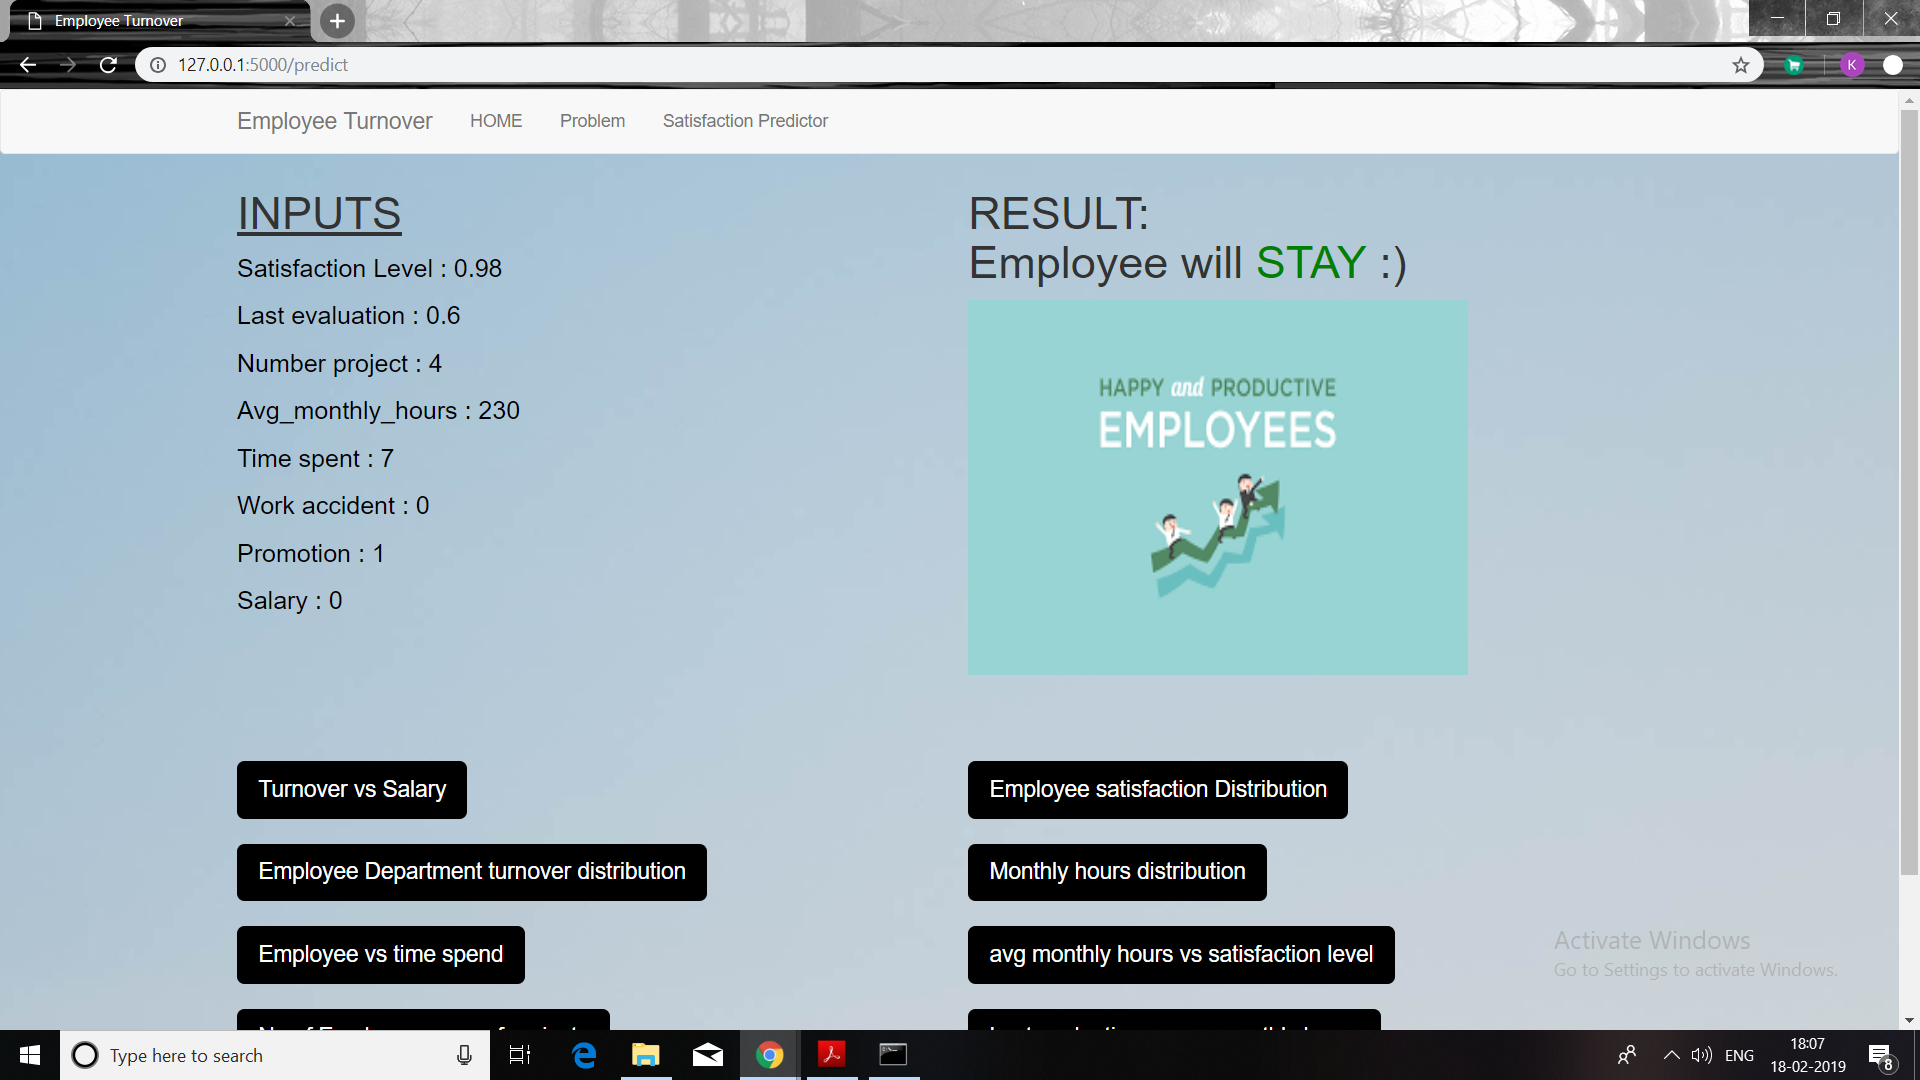 Employee Turnover
127.0.0.1:5000/predict
K
Employee Turnover HOME Problem Satisfaction Predictor
INPUTS
Satisfaction Level : 0.98
Last evaluation : 0.6
Number project : 4
Avg_monthly_hours : 230
Time spent : 7
Work accident : 0
Promotion : 1
Salary : 0
RESULT:
Employee will STAY :)
HAPPY and PRODUCTIVE
EMPLOYEES
Turnover vs Salary
Employee satisfaction Distribution
Employee Department turnover distribution
Monthly hours distribution
Employee vs time spend
avg monthly hours vs satisfaction level
Activate Windows
Go to Settings to activate Windows.
Type here to search
ENG
18:07
18-02-2019
8